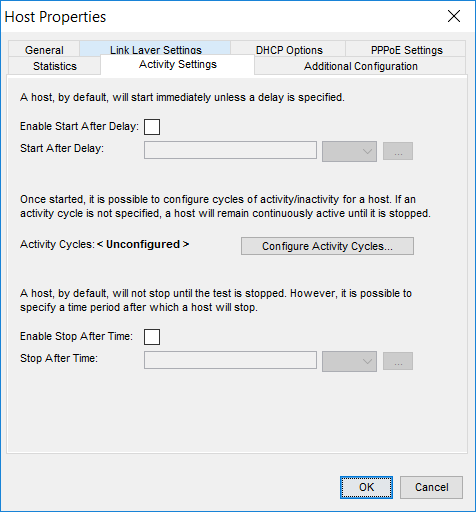 Host Properties
General Link Layer Settings DHCP Options PPPoE Settings
Statistics Activity Settings Additional Configuration
A host, by default, will start immediately unless a delay is specified.
Enable Start After Delay:
Start After Delay: ...
Once started, it is possible to configure cycles of activity/inactivity for a host. If an
activity cycle is not specified, a host will remain continuously active until it is stopped.
Activity Cycles: < Unconfigured > Configure Activity Cycles...
A host, by default, will not stop until the test is stopped. However, it is possible to
specify a time period after which a host will stop.
Enable Stop After Time:
Stop After Time: ...
OK Cancel